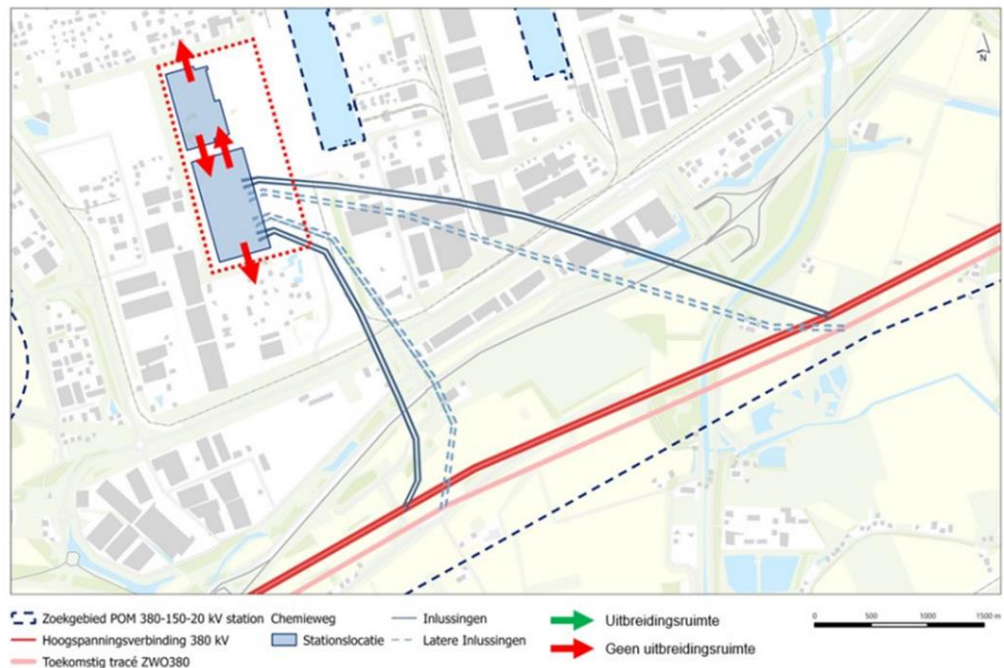 N
Zoekgebied POM 380-150-20 kV station Chemieweg Inlussingen Uitbreidingsruimte 0 500 1000 1500 m
Hoogspanningsverbinding 380 kV Stationslocatie Latere Inlussingen Geen uitbreidingsruimte
Toekomstig tracé ZWO380